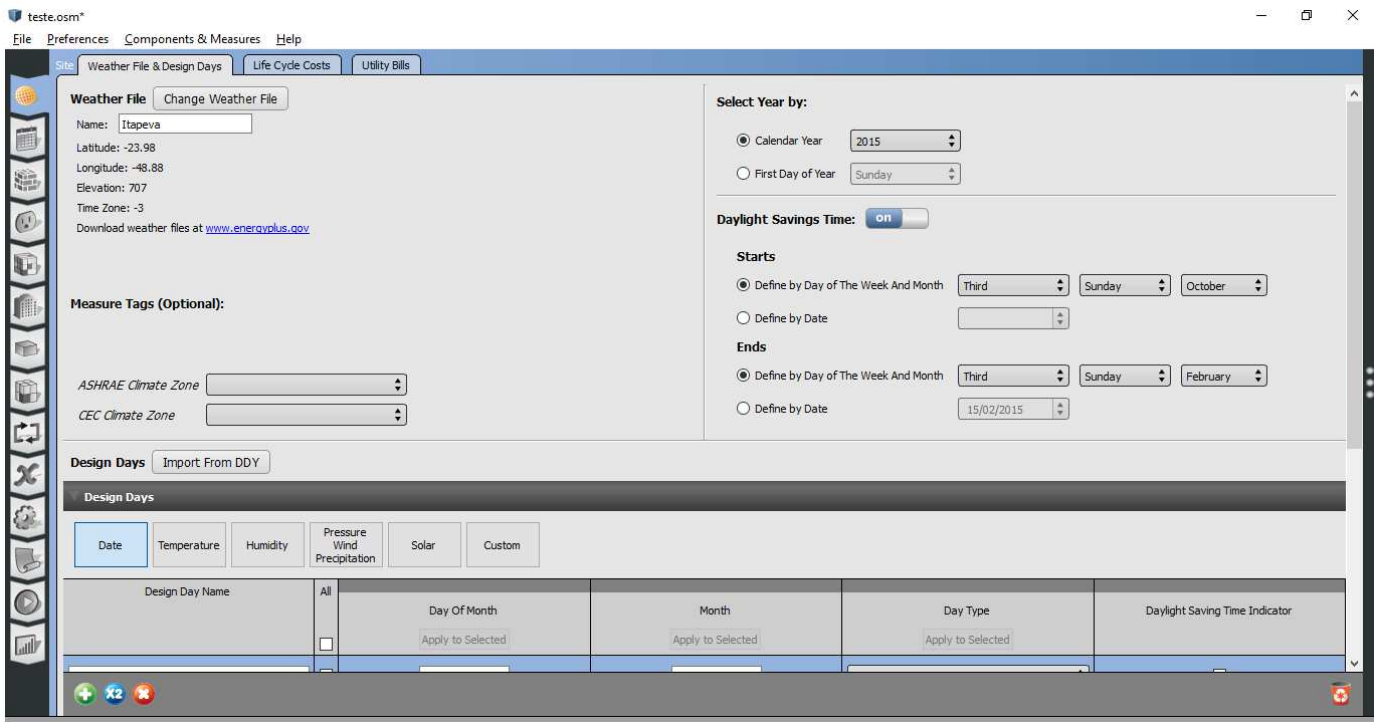 teste.osm*
File Preferences Components & Measures Help
Site Weather File & Design Days Life Cycle Costs Utility Bills
Weather File Change Weather File
Name: Itapeva
Latitude: -23.98
Longitude: -48.88
Elevation: 707
Time Zone: -3
Download weather files at www.energyplus.gov
Measure Tags (Optional):
ASHRAE Climate Zone
CEC Climate Zone
Select Year by:
Calendar Year 2015
First Day of Year Sunday
Daylight Savings Time: on
Starts
Define by Day of The Week And Month Third Sunday October
Define by Date
Ends
Define by Day of The Week And Month Third Sunday February
Define by Date 15/02/2015
Design Days Import From DDY
Design Days
Date Temperature Humidity Pressure Wind Precipitation Solar Custom
Design Day Name All Day Of Month Month Day Type Daylight Saving Time Indicator
Apply to Selected Apply to Selected Apply to Selected
X2